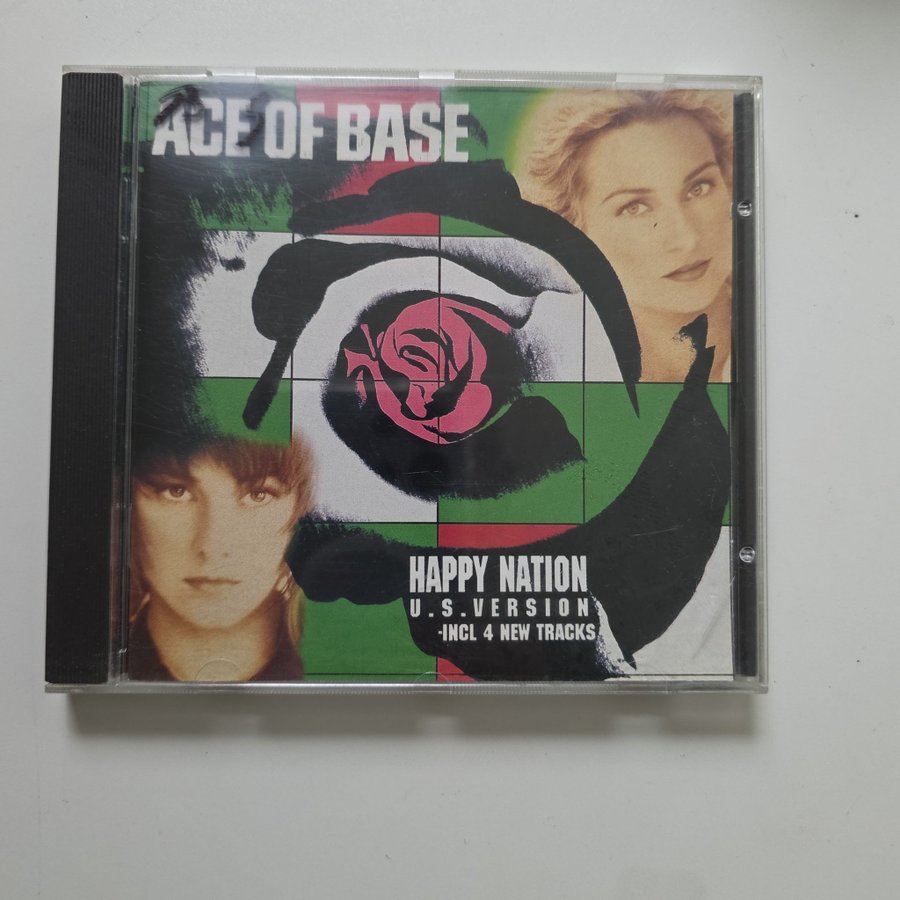 ACE OF BASE
HAPPY NATION
U.S.VERSION
-INCL 4 NEW TRACKS